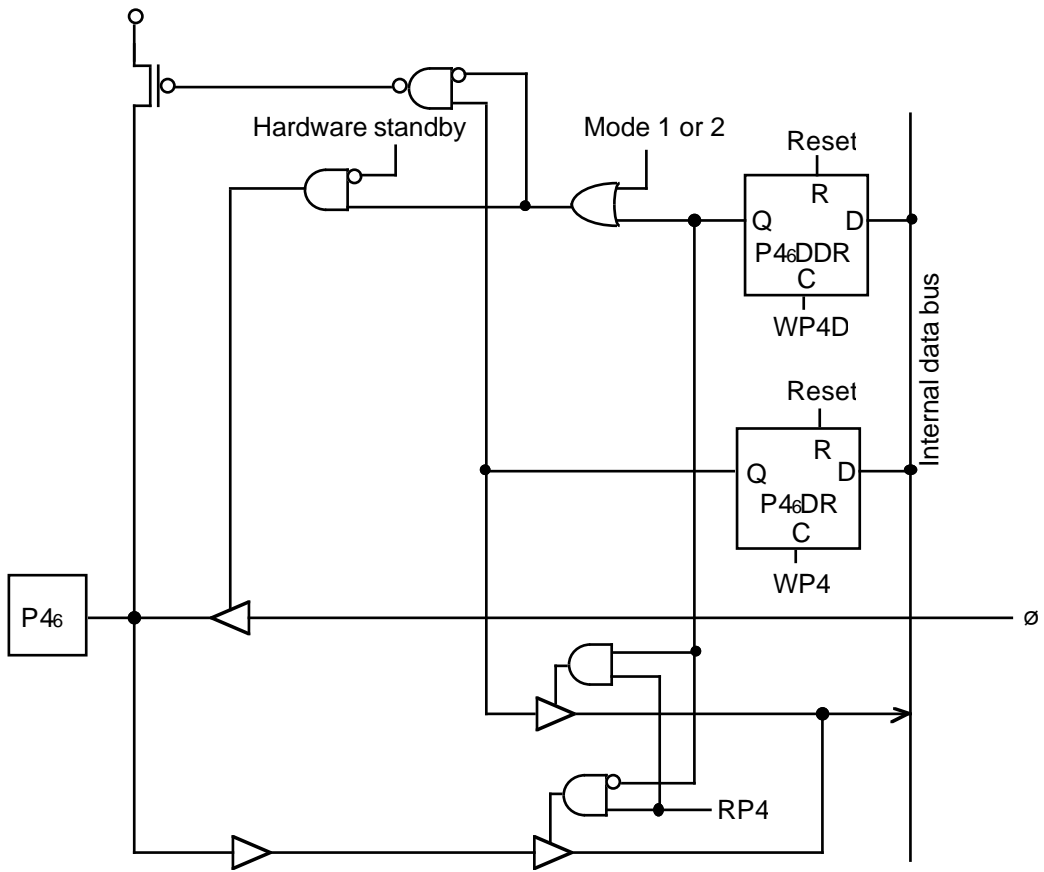 Hardware standby
Mode 1 or 2
Reset
R
Q
D
P4₆DDR
C
WP4D
Internal data bus
Reset
R
Q
D
P4₆DR
C
WP4
P4₆
ø
RP4